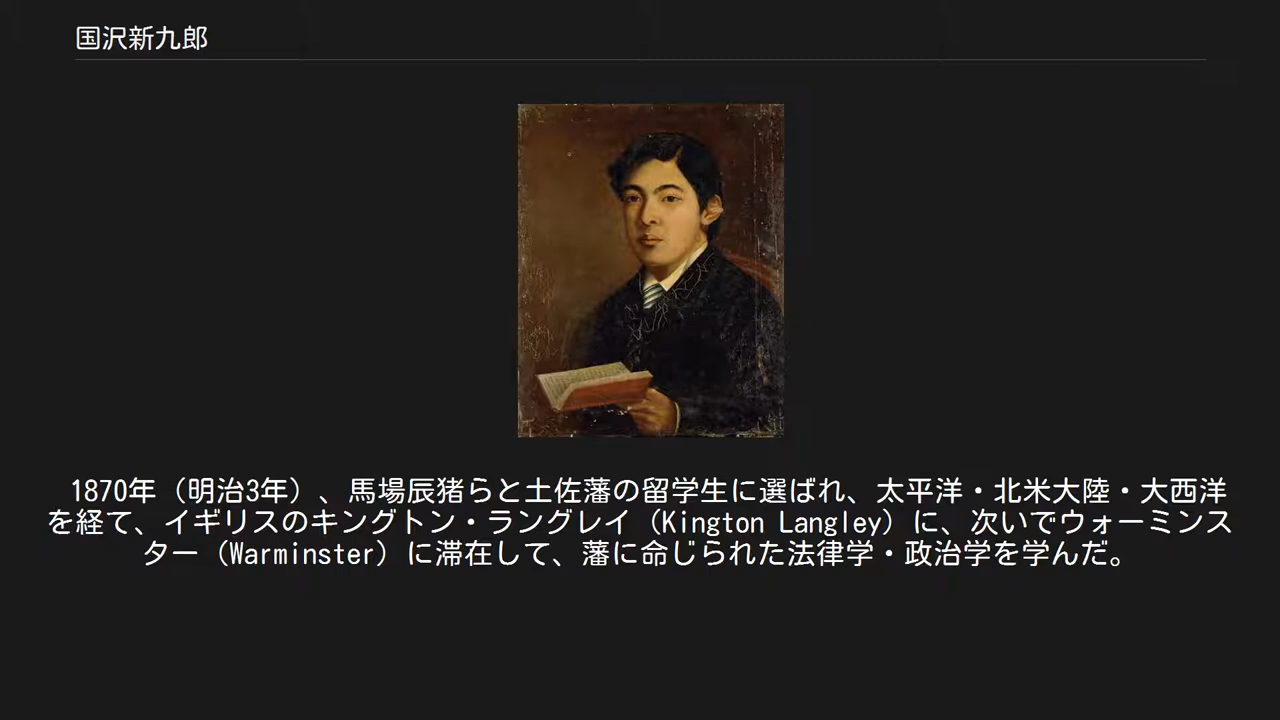 国沢新九郎
1870年（明治3年）、馬場辰猪らと土佐藩の留学生に選ばれ、太平洋・北米大陸・大西洋
を経て、イギリスのキングトン・ラングレイ（Kington Langley）に、次いでウォーミンス
ター（Warminster）に滞在して、藩に命じられた法律学・政治学を学んだ。